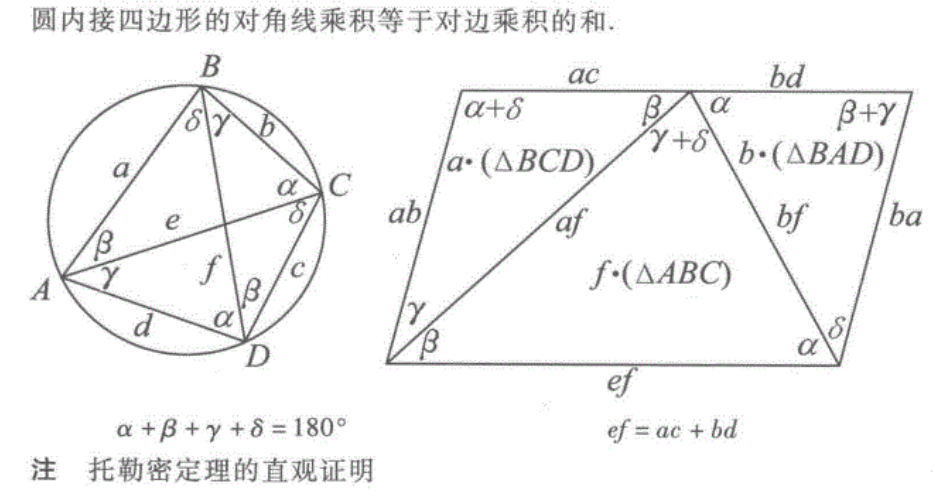 圆内接四边形的对角线乘积等于对边乘积的和.
B
δ γ b
a
α C
e δ
β
A γ f β c
d α
D
ac bd
α+δ β α β+γ
γ+δ
a·(△BCD) b·(△BAD)
ab af bf ba
f·(△ABC)
γ δ
β α
ef
α+β+γ+δ=180°
ef=ac+bd
注 托勒密定理的直观证明